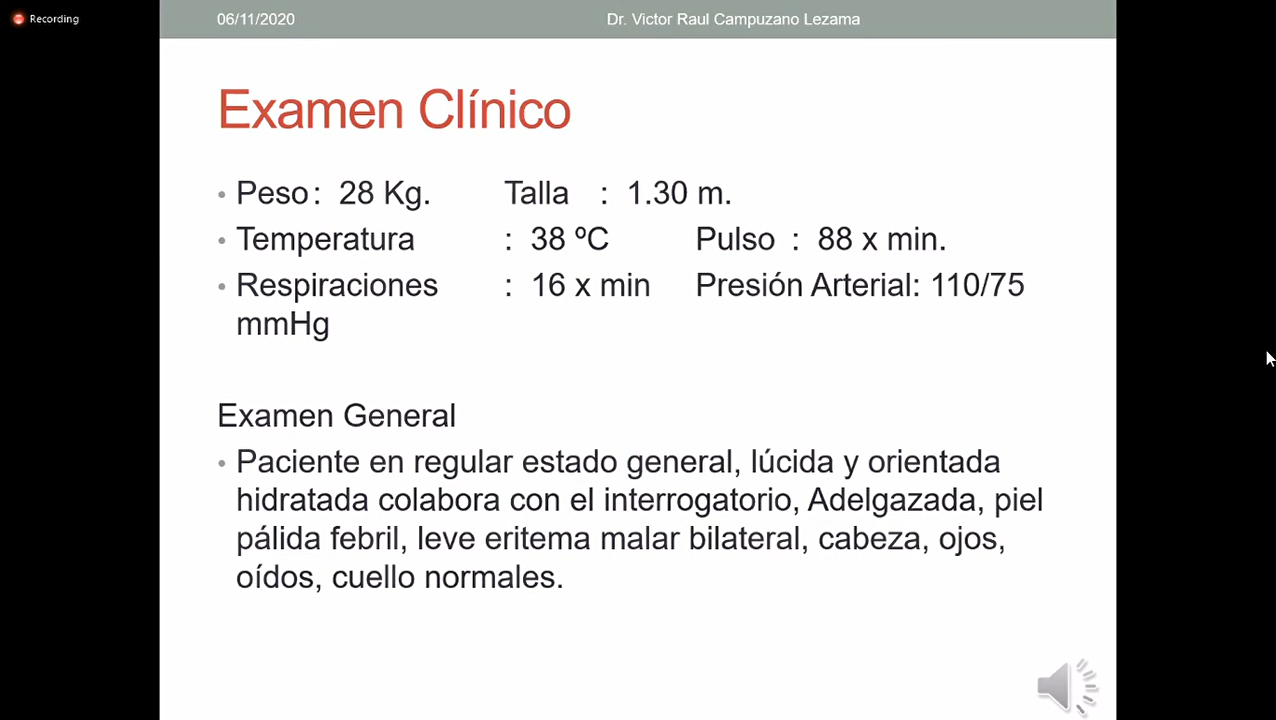 Recording
06/11/2020 Dr. Victor Raul Campuzano Lezama
Examen Clínico
• Peso : 28 Kg. Talla : 1.30 m.
• Temperatura : 38 ºC Pulso : 88 x min.
• Respiraciones : 16 x min Presión Arterial: 110/75
mmHg
Examen General
• Paciente en regular estado general, lúcida y orientada
hidratada colabora con el interrogatorio, Adelgazada, piel
pálida febril, leve eritema malar bilateral, cabeza, ojos,
oídos, cuello normales.